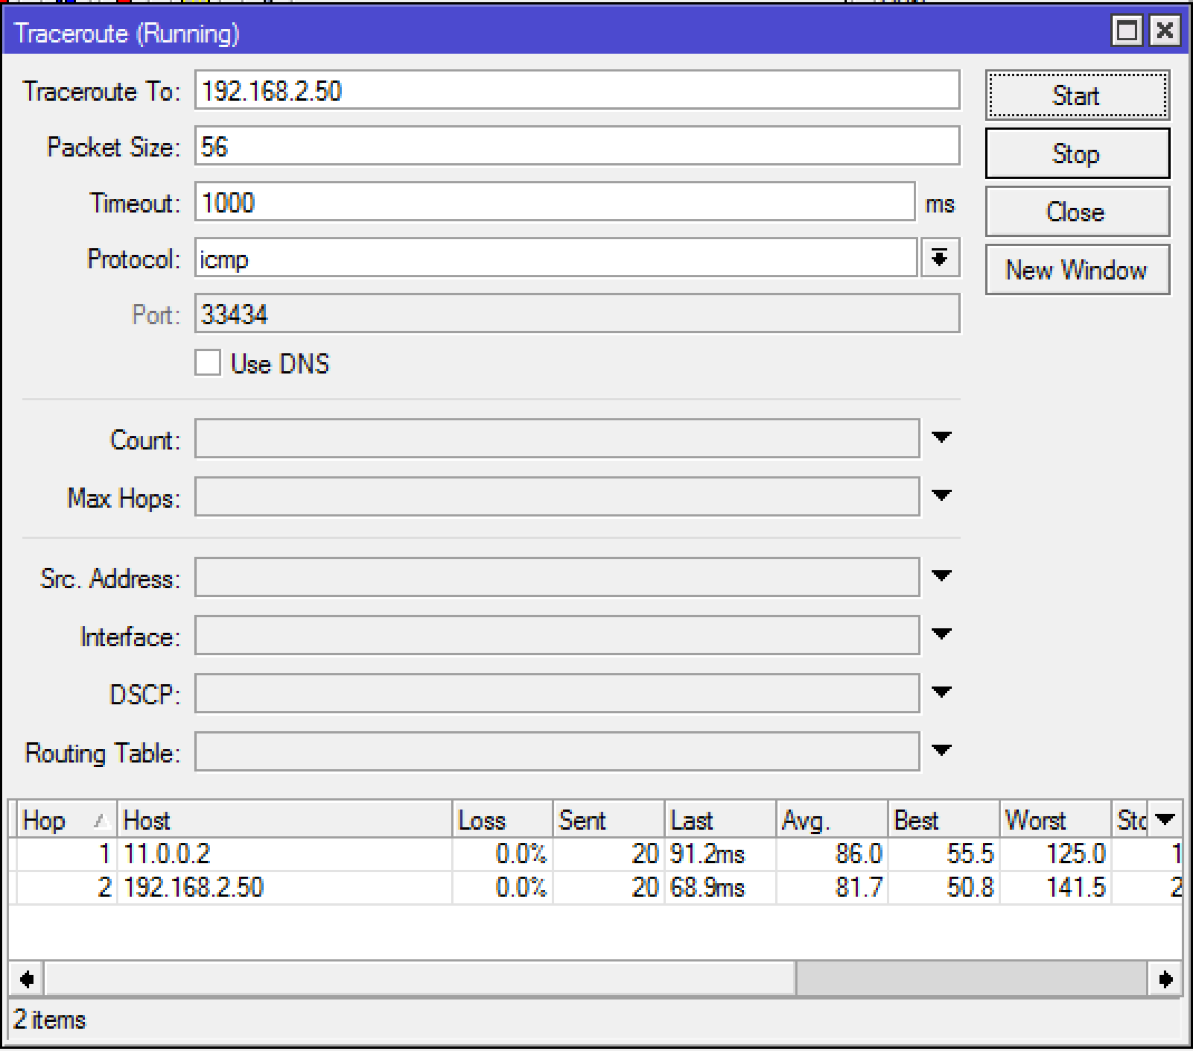 Traceroute (Running)
Traceroute To: 192.168.2.50
Start
Packet Size: 56
Stop
Timeout: 1000 ms
Close
Protocol: icmp
New Window
Port: 33434
Use DNS
Count:
Max Hops:
Src. Address:
Interface:
DSCP:
Routing Table:
Hop Host Loss Sent Last Avg. Best Worst
1 11.0.0.2 0.0% 20 91.2ms 86.0 55.5 125.0 1
2 192.168.2.50 0.0% 20 68.9ms 81.7 50.8 141.5 2
2 items